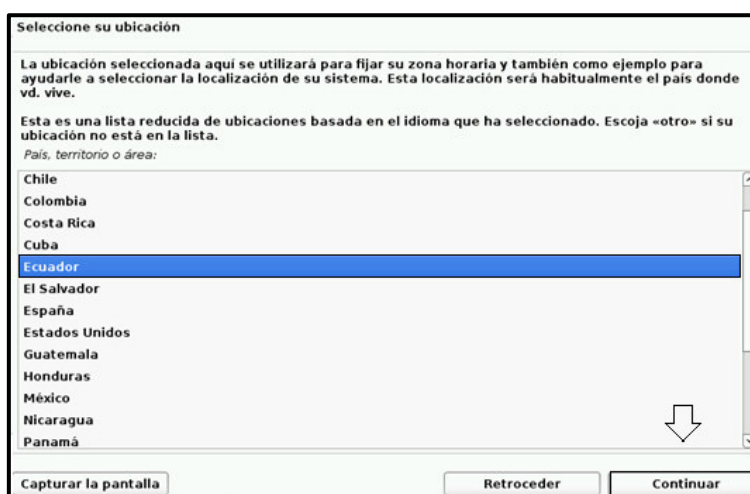 Seleccione su ubicación
La ubicación seleccionada aquí se utilizará para fijar su zona horaria y también como ejemplo para
ayudarle a seleccionar la localización de su sistema. Esta localización será habitualmente el país donde
vd. vive.
Esta es una lista reducida de ubicaciones basada en el idioma que ha seleccionado. Escoja «otro» si su
ubicación no está en la lista.
País, territorio o área:
Chile
Colombia
Costa Rica
Cuba
Ecuador
El Salvador
España
Estados Unidos
Guatemala
Honduras
México
Nicaragua
Panamá
Capturar la pantalla
Retroceder
Continuar